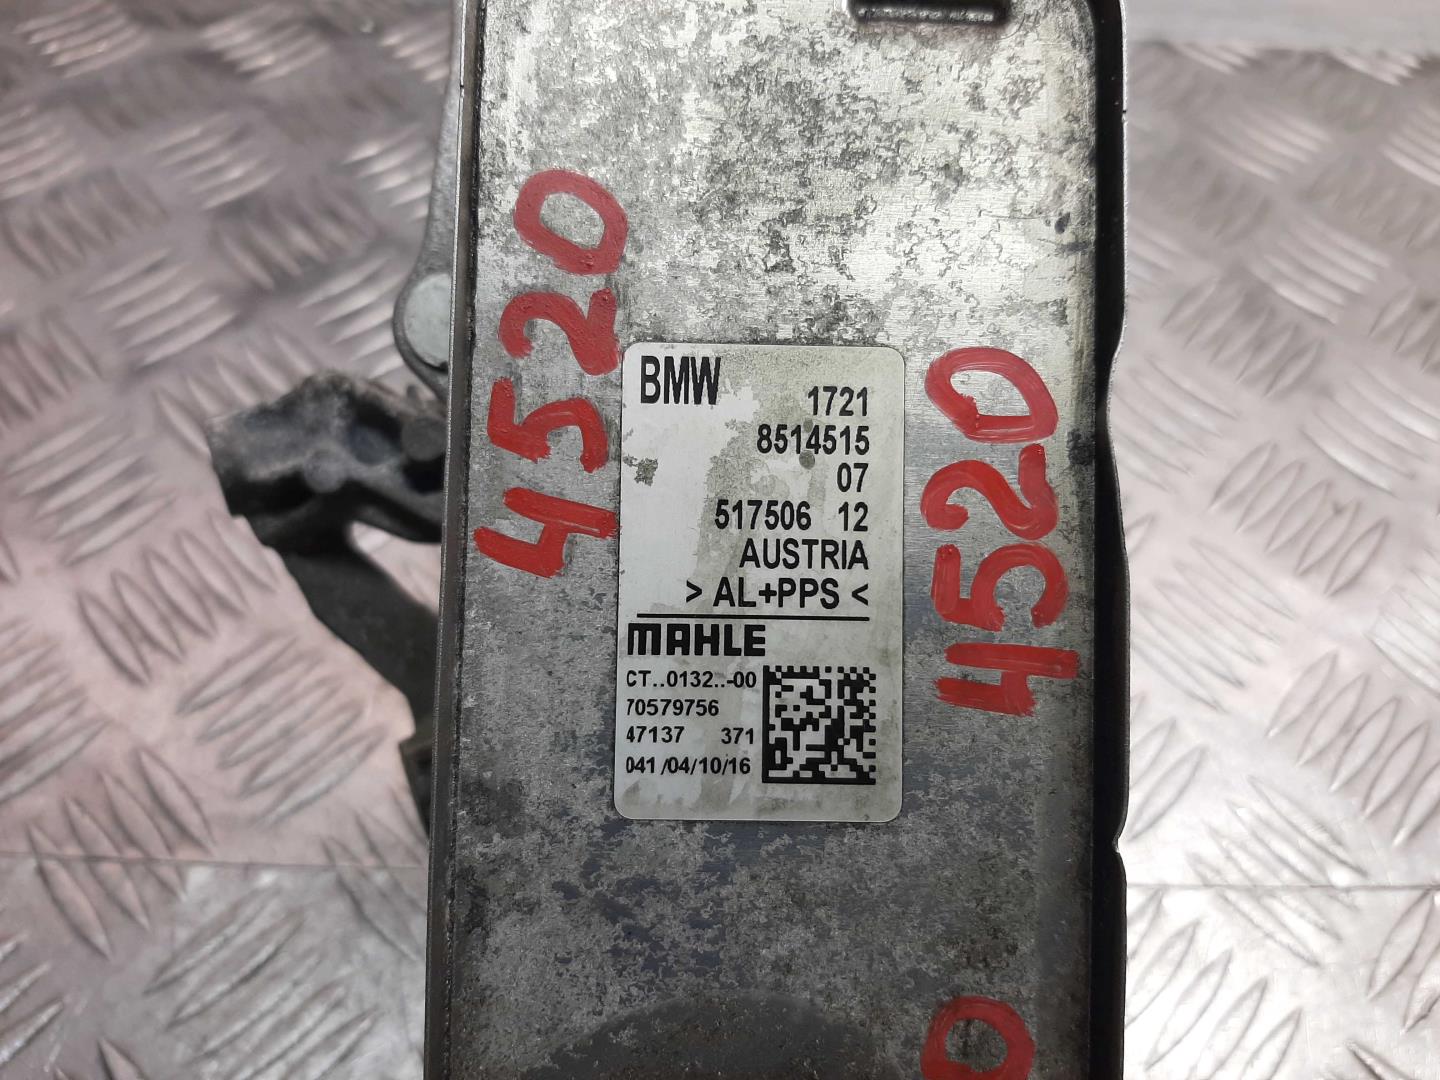 4520
BMW
1721
8514515
07
517506 12
AUSTRIA
> AL+PPS <
MAHLE
CT..0132..-00
70579756
47137 371
041/04/10/16
4520
0